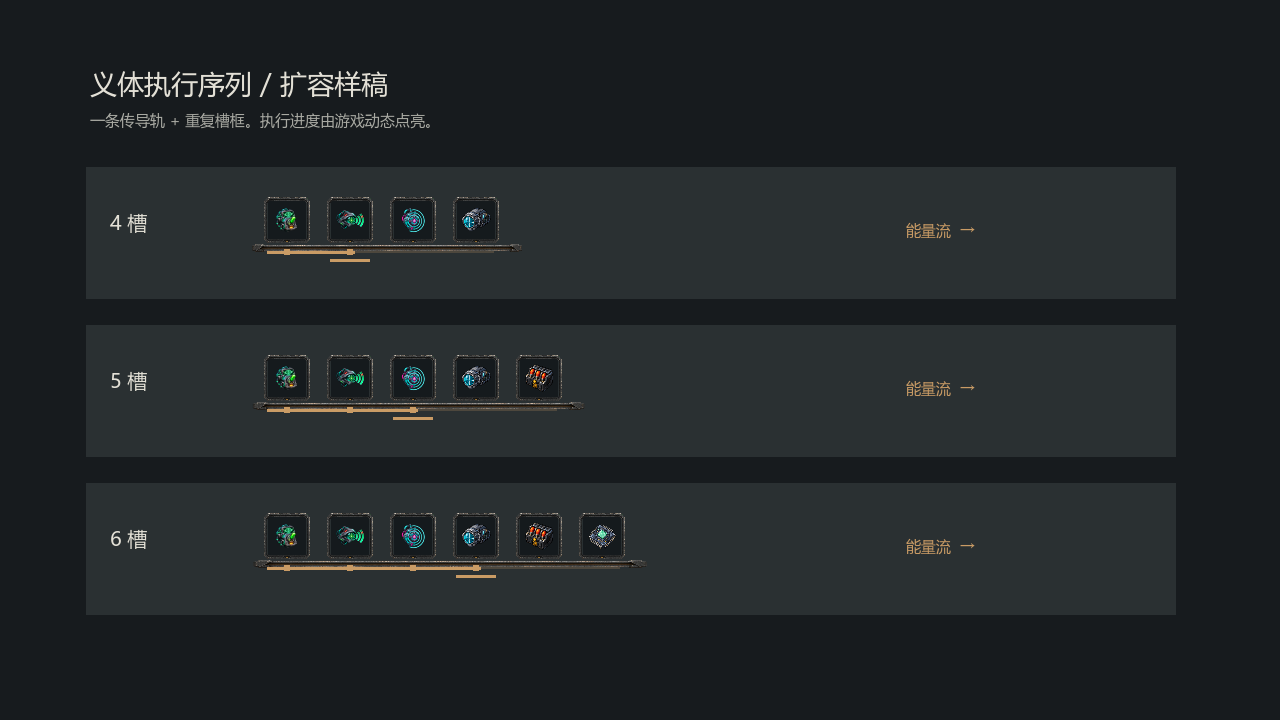 义体执行序列 / 扩容样稿
一条传导轨 + 重复槽框。执行进度由游戏动态点亮。
4 槽
能量流 →
5 槽
能量流 →
6 槽
能量流 →